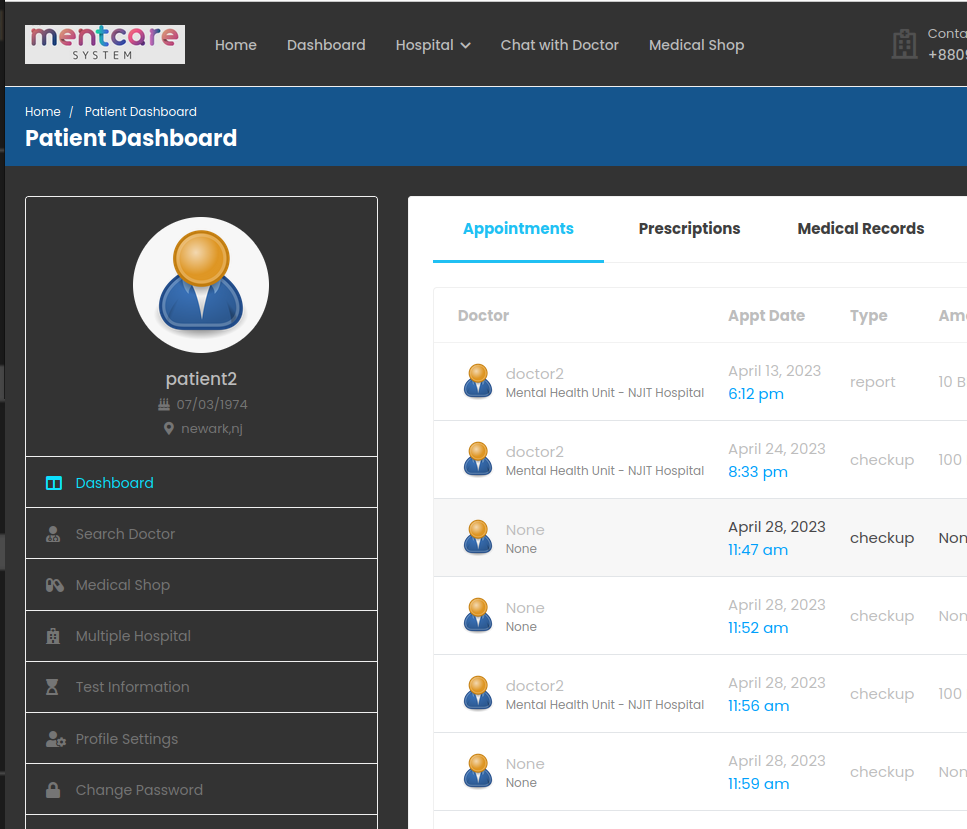 mentcare
SYSTEM
Home Dashboard Hospital Chat with Doctor Medical Shop
Home / Patient Dashboard
Patient Dashboard
patient2
07/03/1974
newark,nj
Dashboard
Search Doctor
Medical Shop
Multiple Hospital
Test Information
Profile Settings
Change Password
Appointments Prescriptions Medical Records
Doctor Appt Date Type
doctor2
Mental Health Unit - NJIT Hospital
April 13, 2023
6:12 pm
report
10 B
doctor2
Mental Health Unit - NJIT Hospital
April 24, 2023
8:33 pm
checkup
100
None
None
April 28, 2023
11:47 am
checkup
Non
None
None
April 28, 2023
11:52 am
checkup
Non
doctor2
Mental Health Unit - NJIT Hospital
April 28, 2023
11:56 am
checkup
100
None
None
April 28, 2023
11:59 am
checkup
Non